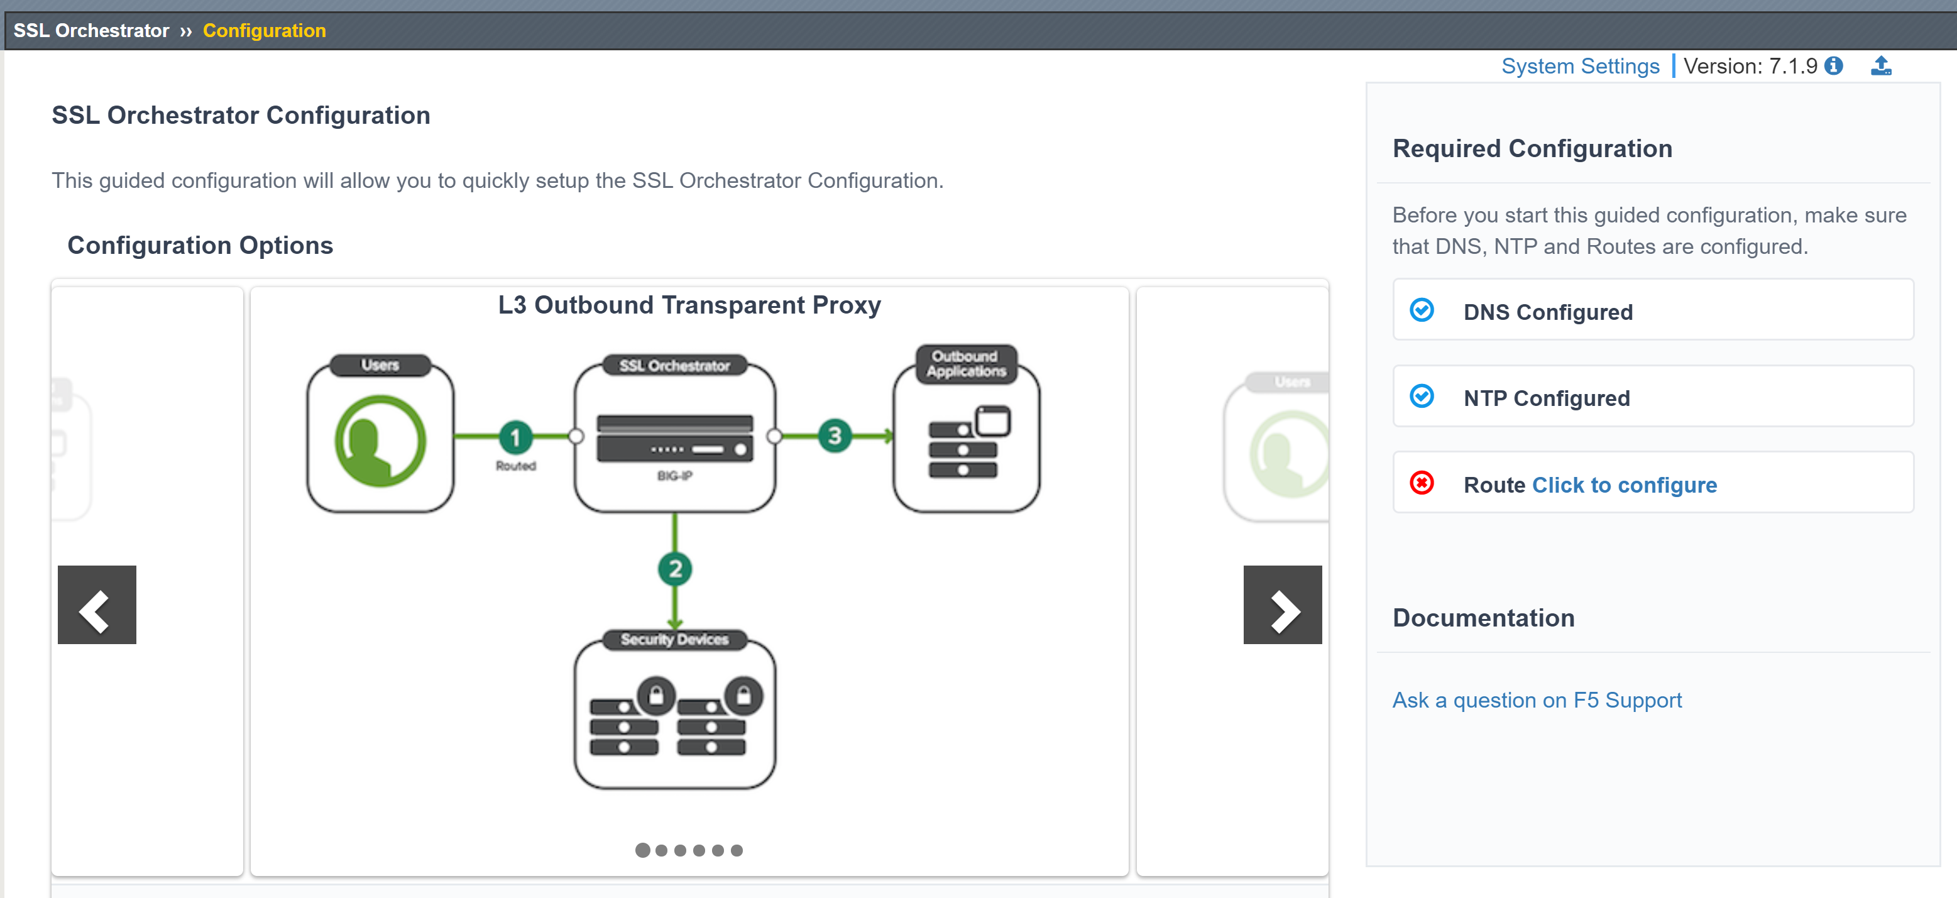 SSL Orchestrator ›› Configuration
System Settings | Version: 7.1.9
SSL Orchestrator Configuration
This guided configuration will allow you to quickly setup the SSL Orchestrator Configuration.
Configuration Options
L3 Outbound Transparent Proxy
Users
SSL Orchestrator
Outbound
Applications
1
Routed
BIG-IP
3
2
Security Devices
Users
Required Configuration
Before you start this guided configuration, make sure
that DNS, NTP and Routes are configured.
DNS Configured
NTP Configured
Route Click to configure
Documentation
Ask a question on F5 Support